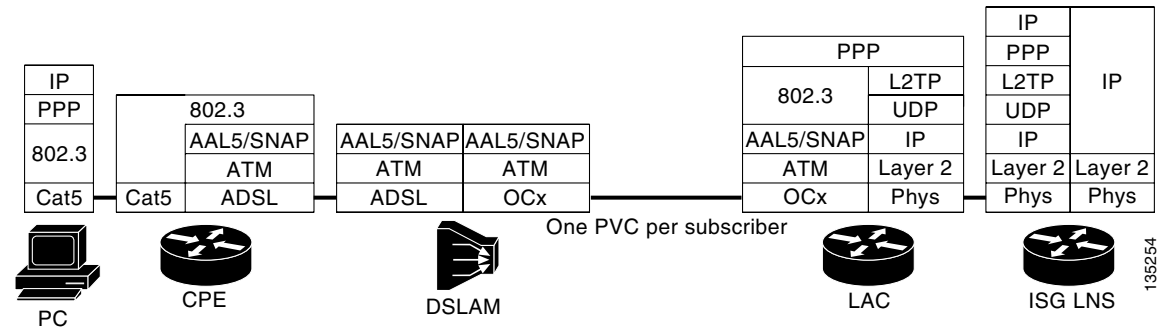 IP
PPP
802.3
Cat5
802.3
AAL5/SNAP
ATM
Cat5 ADSL
AAL5/SNAP AAL5/SNAP
ATM ATM
ADSL OCx
One PVC per subscriber
PPP
802.3 L2TP
UDP
AAL5/SNAP IP
ATM Layer 2
OCx Phys
IP
PPP
L2TP IP
UDP
IP
Layer 2 Layer 2
Phys Phys
PC
CPE
DSLAM
LAC
ISG LNS
135254